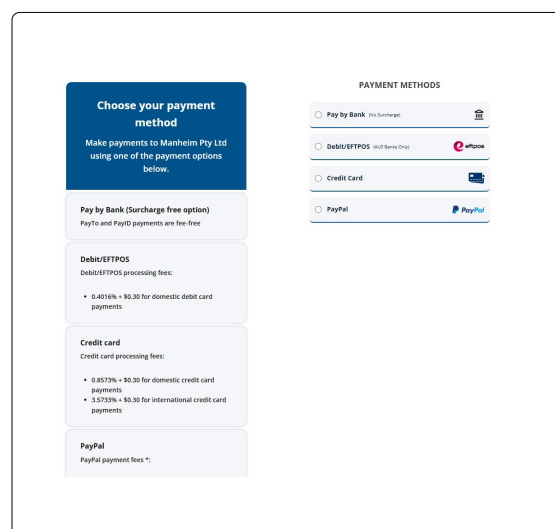 Choose your payment
method
Make payments to Manheim Pty Ltd
using one of the payment options
below.
Pay by Bank (Surcharge free option)
PayTo and PayID payments are fee-free
Debit/EFTPOS
Debit/EFTPOS processing fees:
• 0.4016% + $0.30 for domestic debit card
payments
Credit card
Credit card processing fees:
• 0.8573% + $0.30 for domestic credit card
payments
• 3.5733% + $0.30 for international credit card
payments
PayPal
PayPal payment fees *:
PAYMENT METHODS
Pay by Bank (No Surcharge)
Debit/EFTPOS (AUS Banks Only) eftpos
Credit Card
PayPal PayPal